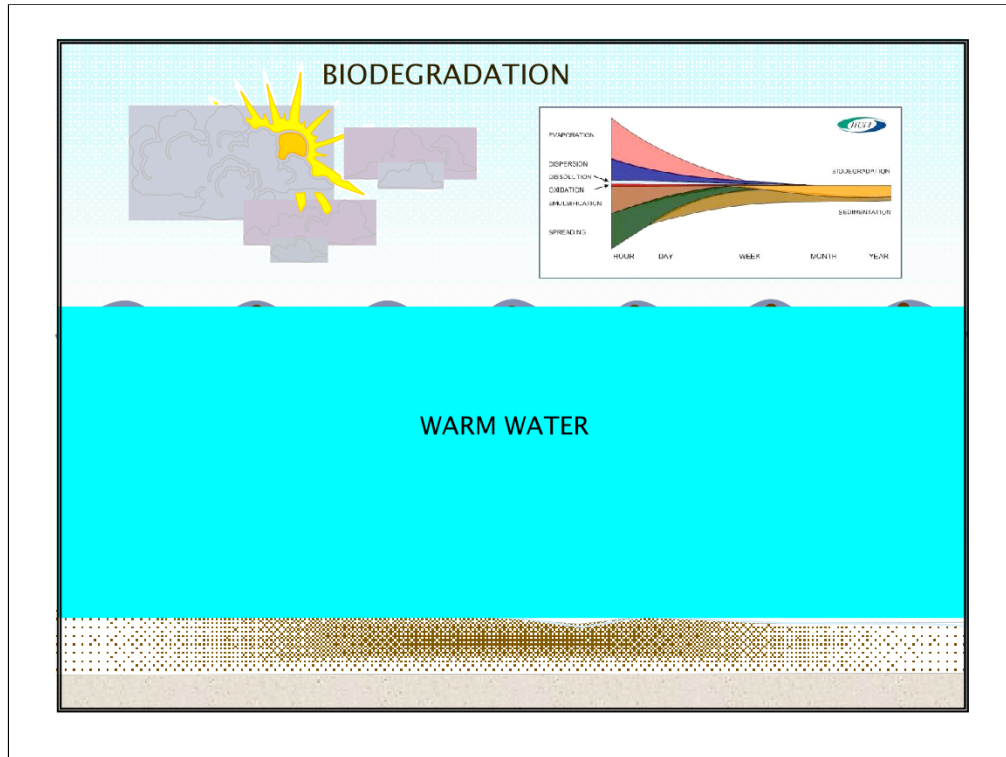 BIODEGRADATION
EVAPORATION
DISPERSION
DISSOLUTION
OXIDATION
EMULSIFICATION
SPREADING
BIODEGRADATION
SEDIMENTATION
HOUR DAY WEEK MONTH YEAR
WARM WATER